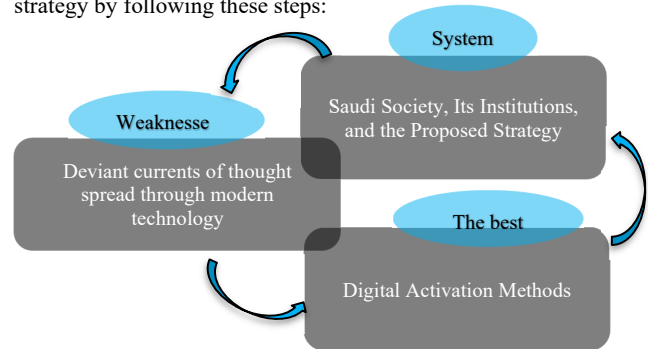 strategy by following these steps:
System
Saudi Society, Its Institutions,
and the Proposed Strategy
Weaknesse
Deviant currents of thought
spread through modern
technology
The best
Digital Activation Methods